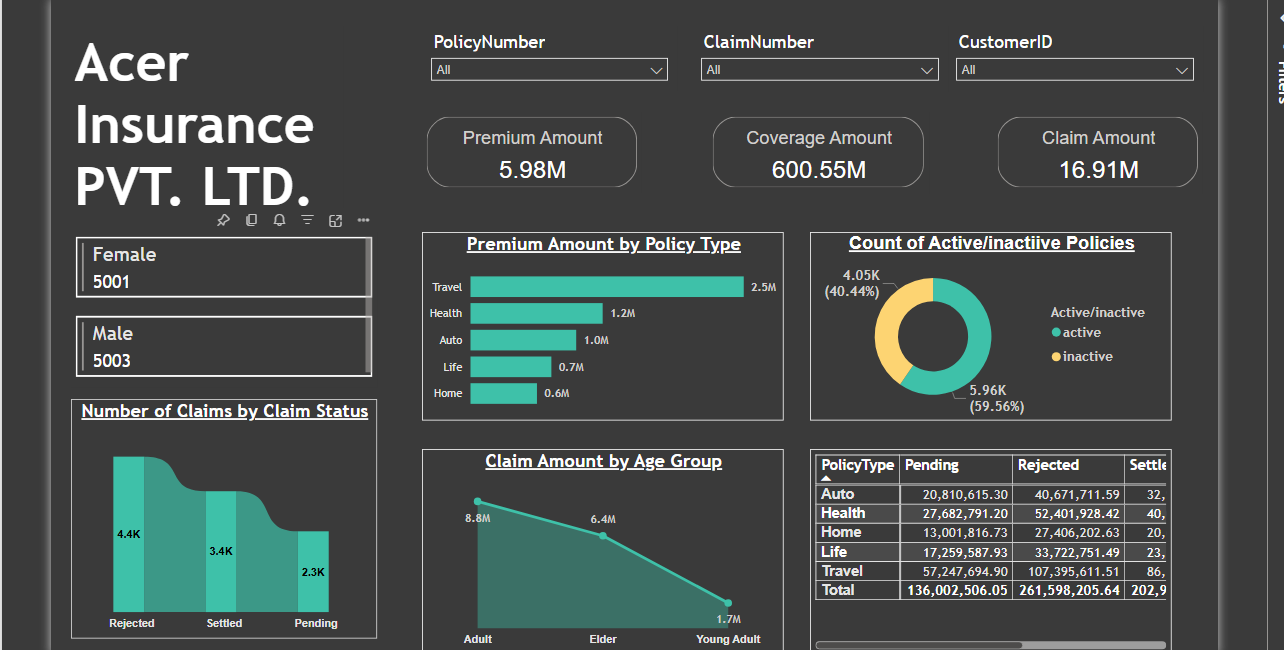 Acer
Insurance
PVT. LTD.
PolicyNumber
All
ClaimNumber
All
CustomerID
All
Premium Amount
5.98M
Coverage Amount
600.55M
Claim Amount
16.91M
Female
5001
Male
5003
Number of Claims by Claim Status
4.4K
3.4K
2.3K
Rejected Settled Pending
Premium Amount by Policy Type
Travel 2.5M
Health 1.2M
Auto 1.0M
Life 0.7M
Home 0.6M
Count of Active/inactiive Policies
4.05K
(40.44%)
5.96K
(59.56%)
Active/inactive
active
inactive
Claim Amount by Age Group
8.8M
6.4M
1.7M
Adult Elder Young Adult
PolicyType Pending Rejected Settle
Auto 20,810,615.30 40,671,711.59 32,
Health 27,682,791.20 52,401,928.42 40,
Home 13,001,816.73 27,406,202.63 20,
Life 17,259,587.93 33,722,751.49 23,
Travel 57,247,694.90 107,395,611.51 86,
Total 136,002,506.05 261,598,205.64 202,9
Filters